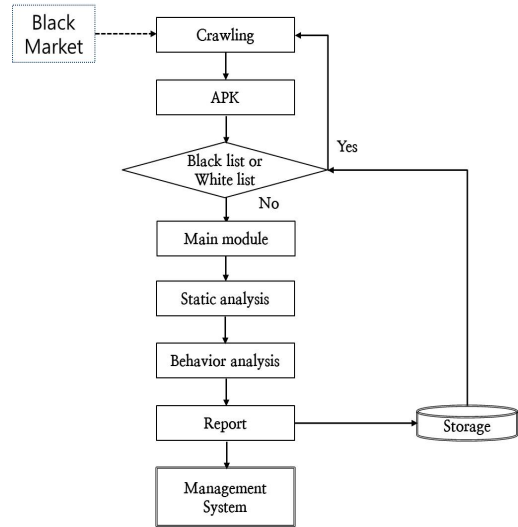 Black
Market
Crawling
APK
Black list or
White list
Yes
No
Main module
Static analysis
Behavior analysis
Report
Storage
Management
System